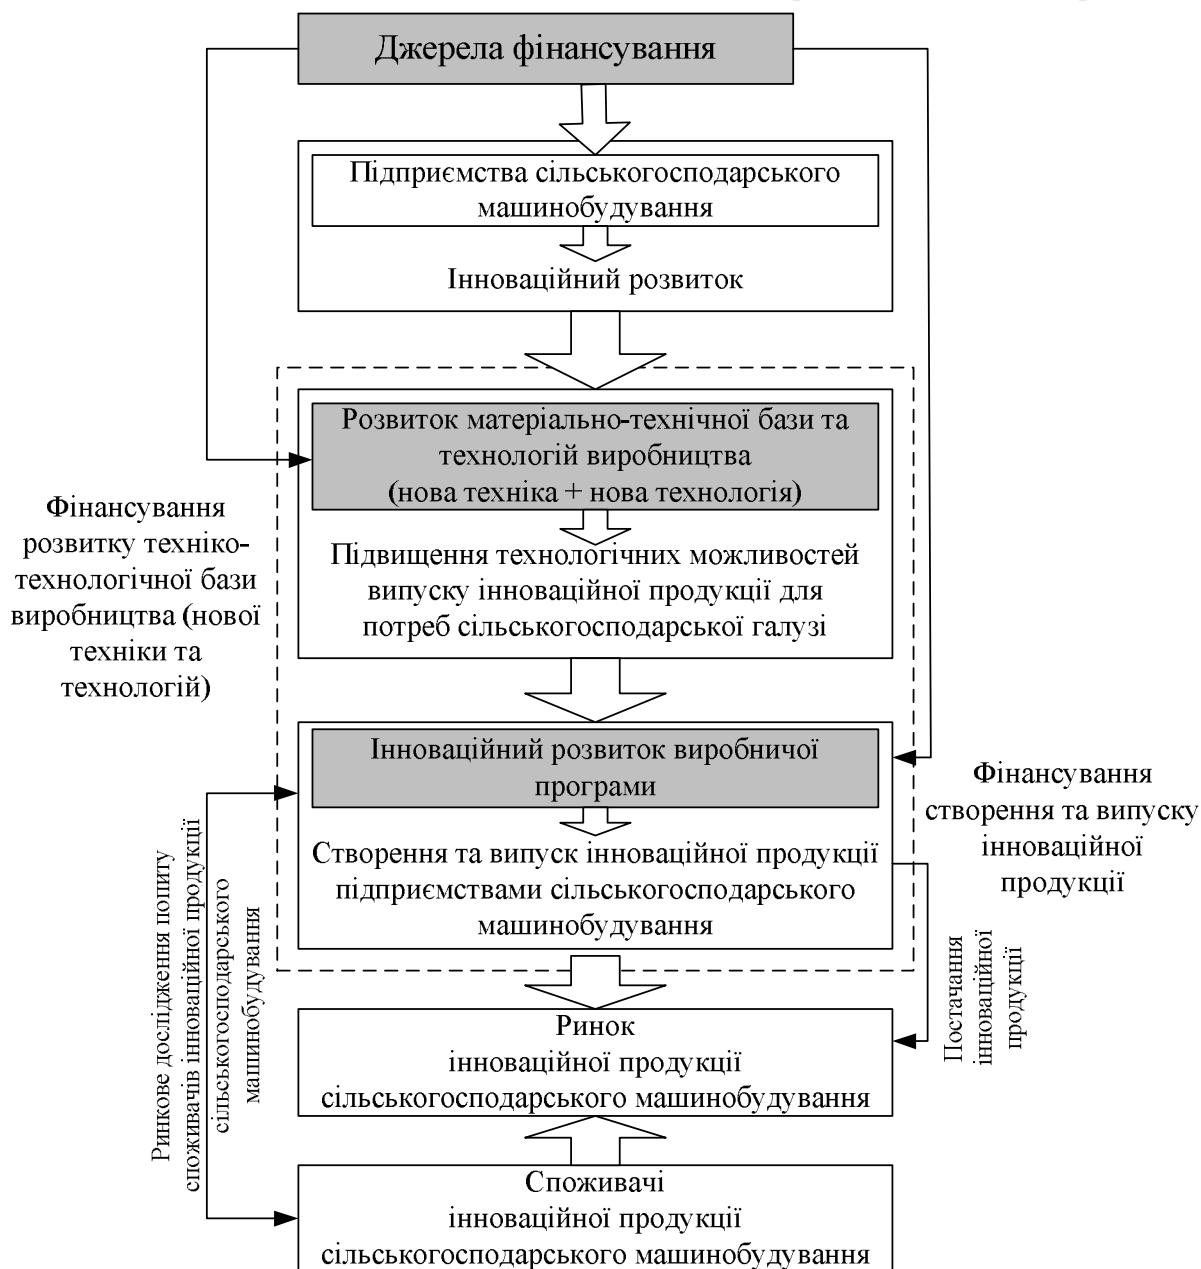 Джерела фінансування
Підприємства сільськогосподарського
машинобудування
Інноваційний розвиток
Розвиток матеріально-технічної бази та
технологій виробництва
(нова техніка + нова технологія)
Підвищення технологічних можливостей
випуску інноваційної продукції для
потреб сільськогосподарської галузі
Фінансування
розвитку техніко-
технологічної бази
виробництва (нової
техніки та
технологій)
Інноваційний розвиток виробничої
програми
Створення та випуск інноваційної продукції
підприємствами сільськогосподарського
машинобудування
Фінансування
створення та випуску
інноваційної
продукції
Ринкове дослідження попиту
споживачів інноваційної продукції
сільськогосподарського
машинобудування
Постачання
інноваційної
продукції
Ринок
інноваційної продукції
сільськогосподарського машинобудування
Споживачі
інноваційної продукції
сільськогосподарського машинобудування